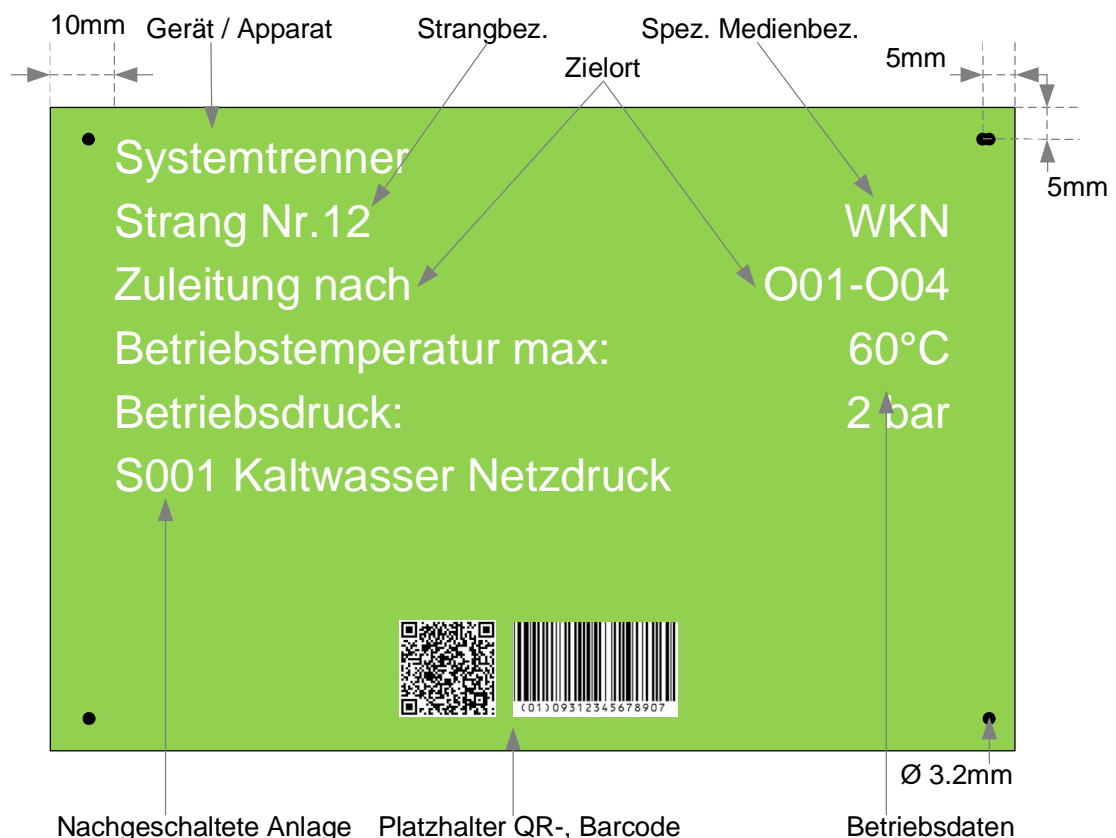 10mm Gerät / Apparat Strangbez. Spez. Medienbez.
Zielort 5mm
5mm
Systemtrenner
Strang Nr.12 WKN
Zuleitung nach O01-O04
Betriebstemperatur max: 60°C
Betriebsdruck: 2 bar
S001 Kaltwasser Netzdruck
(01)09312345678907
Ø 3.2mm
Nachgeschaltete Anlage Platzhalter QR-, Barcode Betriebsdaten